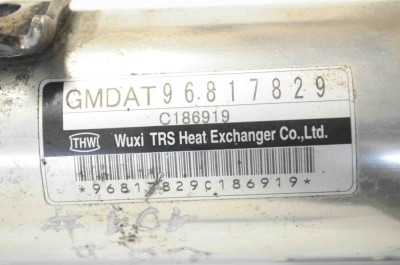 GMDAT96817829
C186919
THW Wuxi TRS Heat Exchanger Co.,Ltd.
*96817829C186919*